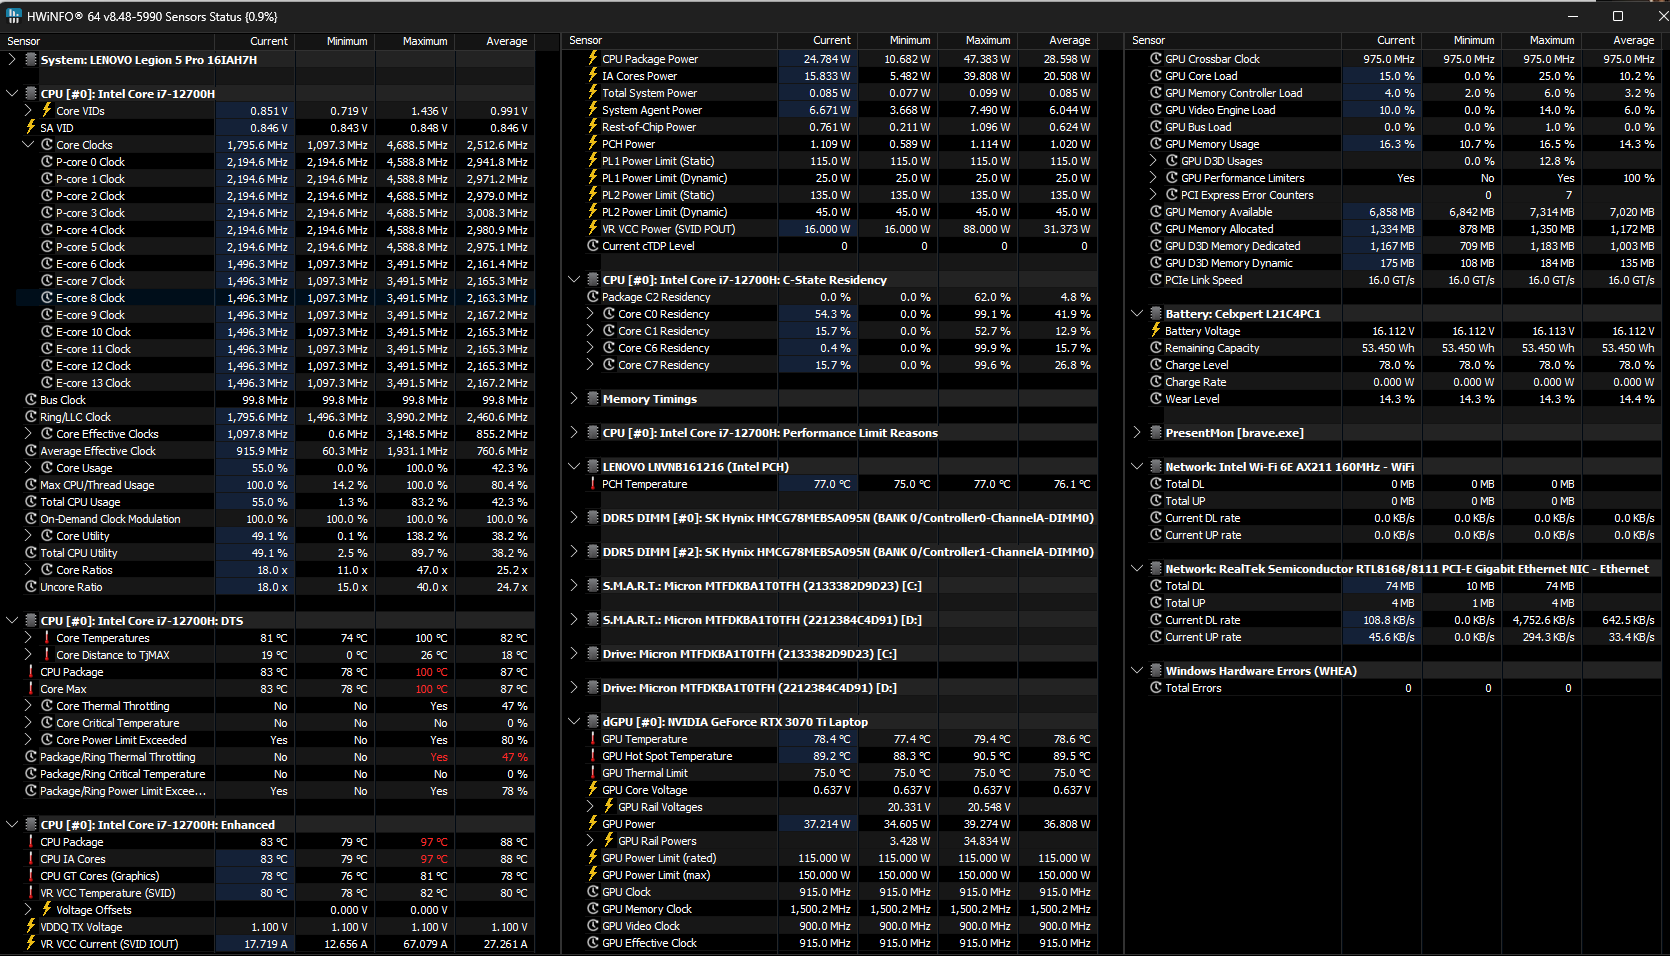 HWiNFO® 64 v8.48-5990 Sensors Status {0.9%}
Sensor Current Minimum Maximum Average
System: LENOVO Legion 5 Pro 16IAH7H
CPU [#0]: Intel Core i7-12700H
Core VIDs 0.851 V 0.719 V 1.436 V 0.991 V
SA VID 0.846 V 0.843 V 0.848 V 0.846 V
Core Clocks 1,795.6 MHz 1,097.3 MHz 4,688.5 MHz 2,512.6 MHz
P-core 0 Clock 2,194.6 MHz 2,194.6 MHz 4,588.8 MHz 2,941.8 MHz
P-core 1 Clock 2,194.6 MHz 2,194.6 MHz 4,588.8 MHz 2,971.2 MHz
P-core 2 Clock 2,194.6 MHz 2,194.6 MHz 4,688.5 MHz 2,979.0 MHz
P-core 3 Clock 2,194.6 MHz 2,194.6 MHz 4,688.5 MHz 3,008.3 MHz
P-core 4 Clock 2,194.6 MHz 2,194.6 MHz 4,588.8 MHz 2,980.9 MHz
P-core 5 Clock 2,194.6 MHz 2,194.6 MHz 4,588.8 MHz 2,975.1 MHz
E-core 6 Clock 1,496.3 MHz 1,097.3 MHz 3,491.5 MHz 2,161.4 MHz
E-core 7 Clock 1,496.3 MHz 1,097.3 MHz 3,491.5 MHz 2,165.3 MHz
E-core 8 Clock 1,496.3 MHz 1,097.3 MHz 3,491.5 MHz 2,163.3 MHz
E-core 9 Clock 1,496.3 MHz 1,097.3 MHz 3,491.5 MHz 2,167.2 MHz
E-core 10 Clock 1,496.3 MHz 1,097.3 MHz 3,491.5 MHz 2,165.3 MHz
E-core 11 Clock 1,496.3 MHz 1,097.3 MHz 3,491.5 MHz 2,165.3 MHz
E-core 12 Clock 1,496.3 MHz 1,097.3 MHz 3,491.5 MHz 2,165.3 MHz
E-core 13 Clock 1,496.3 MHz 1,097.3 MHz 3,491.5 MHz 2,167.2 MHz
Bus Clock 99.8 MHz 99.8 MHz 99.8 MHz 99.8 MHz
Ring/LLC Clock 1,795.6 MHz 1,496.3 MHz 3,990.2 MHz 2,460.6 MHz
Core Effective Clocks 1,097.8 MHz 0.6 MHz 3,148.5 MHz 855.2 MHz
Average Effective Clock 915.9 MHz 60.3 MHz 1,931.1 MHz 760.6 MHz
Core Usage 55.0 % 0.0 % 100.0 % 42.3 %
Max CPU/Thread Usage 100.0 % 14.2 % 100.0 % 80.4 %
Total CPU Usage 55.0 % 1.3 % 83.2 % 42.3 %
On-Demand Clock Modulation 100.0 % 100.0 % 100.0 % 100.0 %
Core Utility 49.1 % 0.1 % 138.2 % 38.2 %
Total CPU Utility 49.1 % 2.5 % 89.7 % 38.2 %
Core Ratios 18.0 x 11.0 x 47.0 x 25.2 x
Uncore Ratio 18.0 x 15.0 x 40.0 x 24.7 x
CPU [#0]: Intel Core i7-12700H: DTS
Core Temperatures 81 °C 74 °C 100 °C 82 °C
Core Distance to TjMAX 19 °C 0 °C 26 °C 18 °C
CPU Package 83 °C 78 °C 100 °C 87 °C
Core Max 83 °C 78 °C 100 °C 87 °C
Core Thermal Throttling No No Yes 47 %
Core Critical Temperature No No No 0 %
Core Power Limit Exceeded Yes No Yes 80 %
Package/Ring Thermal Throttling No No Yes 47 %
Package/Ring Critical Temperature No No No 0 %
Package/Ring Power Limit Excee... Yes No Yes 78 %
CPU [#0]: Intel Core i7-12700H: Enhanced
CPU Package 83 °C 79 °C 97 °C 88 °C
CPU IA Cores 83 °C 79 °C 97 °C 88 °C
CPU GT Cores (Graphics) 78 °C 76 °C 81 °C 78 °C
VR VCC Temperature (SVID) 80 °C 78 °C 82 °C 80 °C
Voltage Offsets 0.000 V 0.000 V
VDDQ TX Voltage 1.100 V 1.100 V 1.100 V 1.100 V
VR VCC Current (SVID IOUT) 17.719 A 12.656 A 67.079 A 27.261 A
Sensor Current Minimum Maximum Average
CPU Package Power 24.784 W 10.682 W 47.383 W 28.598 W
IA Cores Power 15.833 W 5.482 W 39.808 W 20.508 W
Total System Power 0.085 W 0.077 W 0.099 W 0.085 W
System Agent Power 6.671 W 3.668 W 7.490 W 6.044 W
Rest-of-Chip Power 0.761 W 0.211 W 1.096 W 0.624 W
PCH Power 1.109 W 0.589 W 1.114 W 1.020 W
PL1 Power Limit (Static) 115.0 W 115.0 W 115.0 W 115.0 W
PL1 Power Limit (Dynamic) 25.0 W 25.0 W 25.0 W 25.0 W
PL2 Power Limit (Static) 135.0 W 135.0 W 135.0 W 135.0 W
PL2 Power Limit (Dynamic) 45.0 W 45.0 W 45.0 W 45.0 W
VR VCC Power (SVID POUT) 16.000 W 16.000 W 88.000 W 31.373 W
Current cTDP Level 0 0 0 0
CPU [#0]: Intel Core i7-12700H: C-State Residency
Package C2 Residency 0.0 % 0.0 % 62.0 % 4.8 %
Core C0 Residency 54.3 % 0.0 % 99.1 % 41.9 %
Core C1 Residency 15.7 % 0.0 % 52.7 % 12.9 %
Core C6 Residency 0.4 % 0.0 % 99.9 % 15.7 %
Core C7 Residency 15.7 % 0.0 % 99.6 % 26.8 %
Memory Timings
CPU [#0]: Intel Core i7-12700H: Performance Limit Reasons
LENOVO LNVNB161216 (Intel PCH)
PCH Temperature 77.0 °C 75.0 °C 77.0 °C 76.1 °C
DDR5 DIMM [#0]: SK Hynix HMCG78MEBSA095N (BANK 0/Controller0-ChannelA-DIMM0)
DDR5 DIMM [#2]: SK Hynix HMCG78MEBSA095N (BANK 0/Controller1-ChannelA-DIMM0)
S.M.A.R.T.: Micron MTFDKBA1T0TFH (2133382D9D23) [C:]
S.M.A.R.T.: Micron MTFDKBA1T0TFH (2212384C4D91) [D:]
Drive: Micron MTFDKBA1T0TFH (2133382D9D23) [C:]
Drive: Micron MTFDKBA1T0TFH (2212384C4D91) [D:]
dGPU [#0]: NVIDIA GeForce RTX 3070 Ti Laptop
GPU Temperature 78.4 °C 77.4 °C 79.4 °C 78.6 °C
GPU Hot Spot Temperature 89.2 °C 88.3 °C 90.5 °C 89.5 °C
GPU Thermal Limit 75.0 °C 75.0 °C 75.0 °C 75.0 °C
GPU Core Voltage 0.637 V 0.637 V 0.637 V 0.637 V
GPU Rail Voltages 20.331 V 20.548 V
GPU Power 37.214 W 34.605 W 39.274 W 36.808 W
GPU Rail Powers 3.428 W 34.834 W
GPU Power Limit (rated) 115.000 W 115.000 W 115.000 W 115.000 W
GPU Power Limit (max) 150.000 W 150.000 W 150.000 W 150.000 W
GPU Clock 915.0 MHz 915.0 MHz 915.0 MHz 915.0 MHz
GPU Memory Clock 1,500.2 MHz 1,500.2 MHz 1,500.2 MHz 1,500.2 MHz
GPU Video Clock 900.0 MHz 900.0 MHz 900.0 MHz 900.0 MHz
GPU Effective Clock 915.0 MHz 915.0 MHz 915.0 MHz 915.0 MHz
Sensor Current Minimum Maximum Average
GPU Crossbar Clock 975.0 MHz 975.0 MHz 975.0 MHz 975.0 MHz
GPU Core Load 15.0 % 0.0 % 25.0 % 10.2 %
GPU Memory Controller Load 4.0 % 2.0 % 6.0 % 3.2 %
GPU Video Engine Load 10.0 % 0.0 % 14.0 % 6.0 %
GPU Bus Load 0.0 % 0.0 % 1.0 % 0.0 %
GPU Memory Usage 16.3 % 10.7 % 16.5 % 14.3 %
GPU D3D Usages 0.0 % 12.8 %
GPU Performance Limiters Yes No Yes 100 %
PCI Express Error Counters 0 7
GPU Memory Available 6,858 MB 6,842 MB 7,314 MB 7,020 MB
GPU Memory Allocated 1,334 MB 878 MB 1,350 MB 1,172 MB
GPU D3D Memory Dedicated 1,167 MB 709 MB 1,183 MB 1,003 MB
GPU D3D Memory Dynamic 175 MB 108 MB 184 MB 135 MB
PCIe Link Speed 16.0 GT/s 16.0 GT/s 16.0 GT/s 16.0 GT/s
Battery: Celxpert L21C4PC1
Battery Voltage 16.112 V 16.112 V 16.113 V 16.112 V
Remaining Capacity 53.450 Wh 53.450 Wh 53.450 Wh 53.450 Wh
Charge Level 78.0 % 78.0 % 78.0 % 78.0 %
Charge Rate 0.000 W 0.000 W 0.000 W 0.000 W
Wear Level 14.3 % 14.3 % 14.3 % 14.4 %
PresentMon [brave.exe]
Network: Intel Wi-Fi 6E AX211 160MHz - WiFi
Total DL 0 MB 0 MB 0 MB
Total UP 0 MB 0 MB 0 MB
Current DL rate 0.0 KB/s 0.0 KB/s 0.0 KB/s 0.0 KB/s
Current UP rate 0.0 KB/s 0.0 KB/s 0.0 KB/s 0.0 KB/s
Network: RealTek Semiconductor RTL8168/8111 PCI-E Gigabit Ethernet NIC - Ethernet
Total DL 74 MB 10 MB 74 MB
Total UP 4 MB 1 MB 4 MB
Current DL rate 108.8 KB/s 0.0 KB/s 4,752.6 KB/s 642.5 KB/s
Current UP rate 45.6 KB/s 0.0 KB/s 294.3 KB/s 33.4 KB/s
Windows Hardware Errors (WHEA)
Total Errors 0 0 0